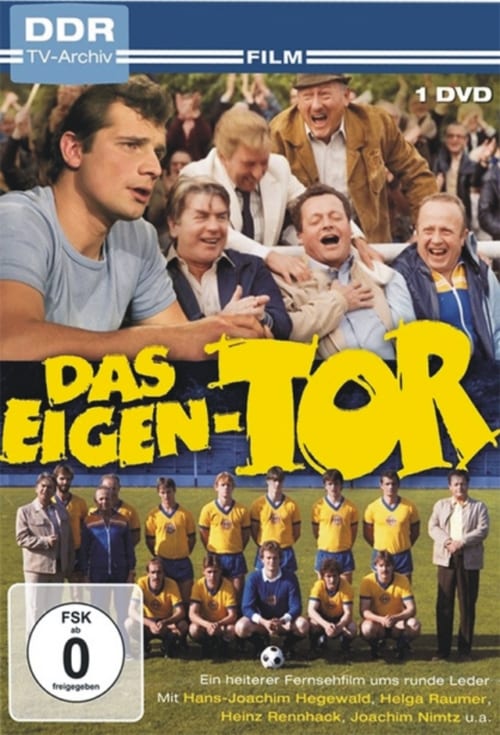 DDR
TV-Archiv
FILM
1 DVD
DAS
EIGEN-TOR
FSK
ab
0
freigegeben
Ein heiterer Fernsehfilm ums runde Leder
Mit Hans-Joachim Hegewald, Helga Raumer,
Heinz Rennhack, Joachim Nimtz u.a.